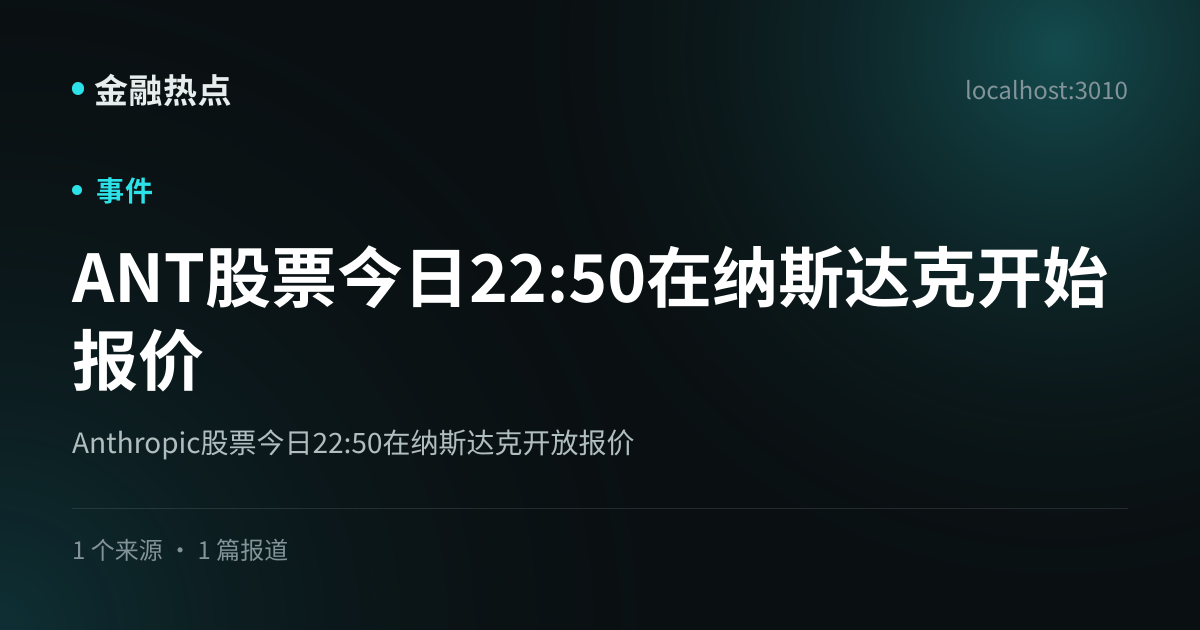 金融热点
localhost:3010
事件
ANT股票今日22:50在纳斯达克开始
报价
Anthropic股票今日22:50在纳斯达克开放报价
1 个来源 · 1 篇报道